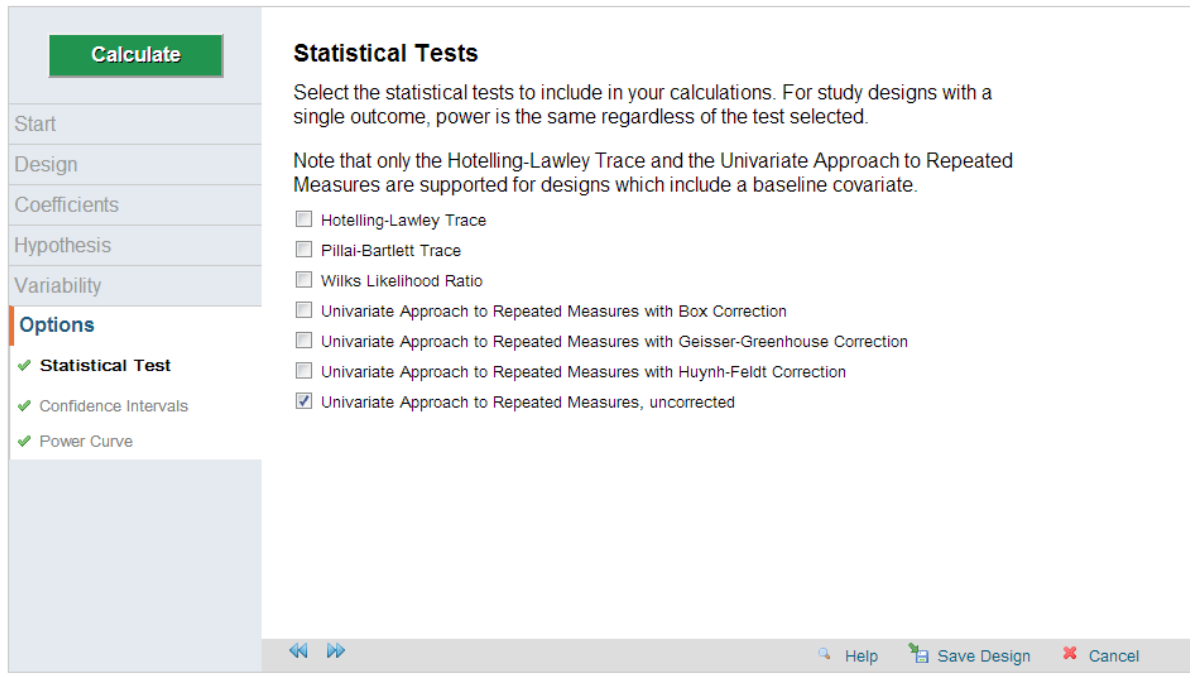 Calculate
Start
Design
Coefficients
Hypothesis
Variability
Options
Statistical Test
Confidence Intervals
Power Curve
Statistical Tests
Select the statistical tests to include in your calculations. For study designs with a
single outcome, power is the same regardless of the test selected.
Note that only the Hotelling-Lawley Trace and the Univariate Approach to Repeated
Measures are supported for designs which include a baseline covariate.
Hotelling-Lawley Trace
Pillai-Bartlett Trace
Wilks Likelihood Ratio
Univariate Approach to Repeated Measures with Box Correction
Univariate Approach to Repeated Measures with Geisser-Greenhouse Correction
Univariate Approach to Repeated Measures with Huynh-Feldt Correction
Univariate Approach to Repeated Measures, uncorrected
Help
Save Design
Cancel